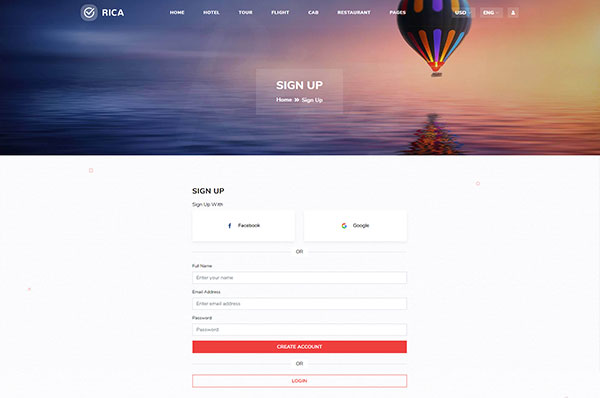 RICA HOME HOTEL TOUR FLIGHT CAB RESTAURANT PAGES USD ENG
SIGN UP
Home » Sign Up
SIGN UP
Sign Up With
Facebook Google
OR
Full Name
Enter your name
Email Address
Enter email address
Password
Password
CREATE ACCOUNT
OR
LOGIN